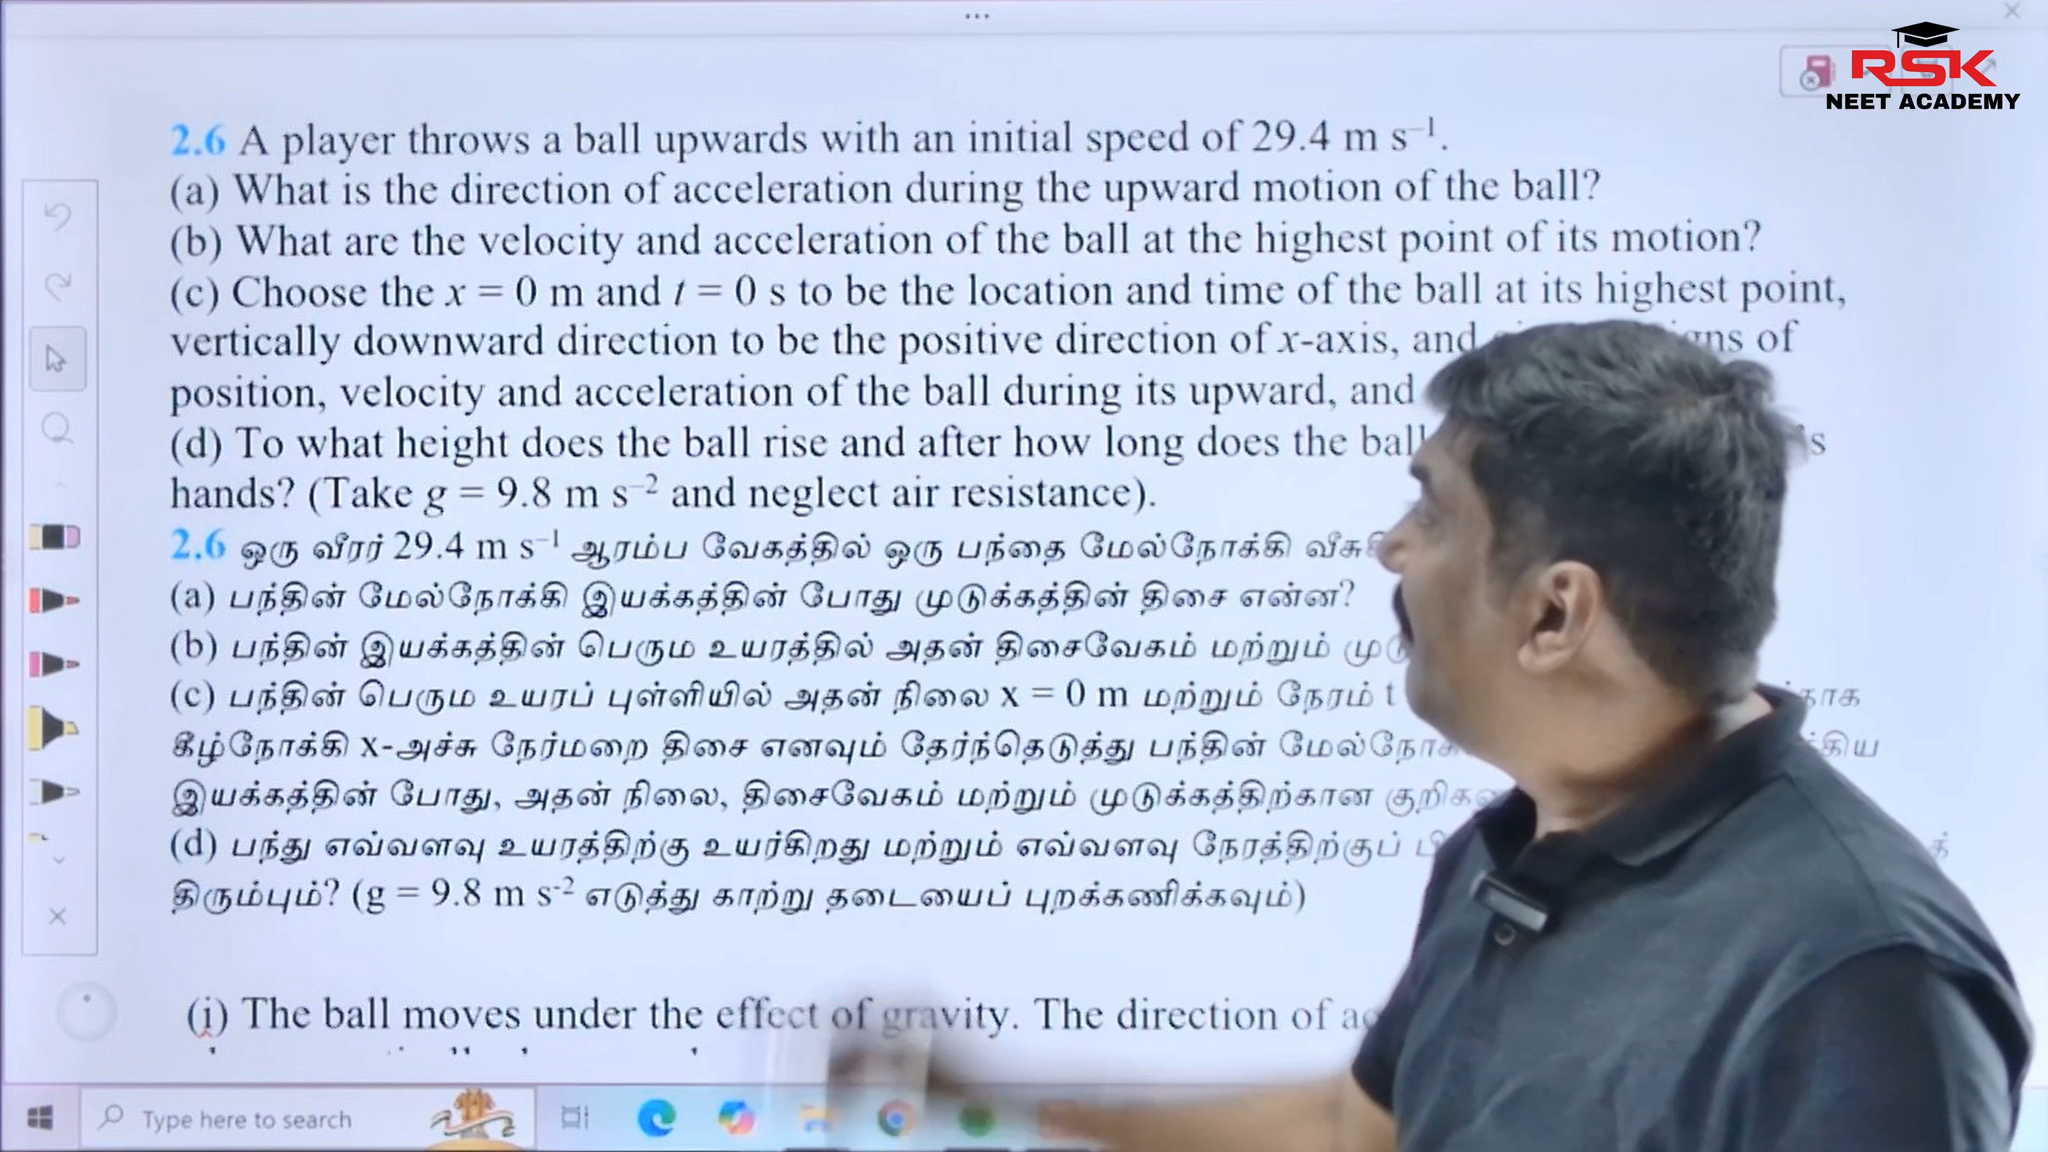 RSK
NEET ACADEMY
2.6 A player throws a ball upwards with an initial speed of 29.4 m s⁻¹.
(a) What is the direction of acceleration during the upward motion of the ball?
(b) What are the velocity and acceleration of the ball at the highest point of its motion?
(c) Choose the x = 0 m and t = 0 s to be the location and time of the ball at its highest point,
vertically downward direction to be the positive direction of x-axis, and of
position, velocity and acceleration of the ball during its upward, and
(d) To what height does the ball rise and after how long does the ball
hands? (Take g = 9.8 m s⁻² and neglect air resistance).
2.6 ஒரு வீரர் 29.4 m s⁻¹ ஆரம்ப வேகத்தில் ஒரு பந்தை மேல்நோக்கி
(a) பந்தின் மேல்நோக்கி இயக்கத்தின் போது முடுக்கத்தின் திசை என்ன?
(b) பந்தின் இயக்கத்தின் பெரும உயரத்தில் அதன் திசைவேகம் மற்றும்
(c) பந்தின் பெரும உயரப் புள்ளியில் அதன் நிலை x = 0 m மற்றும் நேரம் t
கீழ்நோக்கி x-அச்சு நேர்மறை திசை எனவும் தேர்ந்தெடுத்து பந்தின்
இயக்கத்தின் போது, அதன் நிலை, திசைவேகம் மற்றும் முடுக்கத்திற்கான
(d) பந்து எவ்வளவு உயரத்திற்கு உயர்கிறது மற்றும் எவ்வளவு நேரத்திற்குப்
திரும்பும்? (g = 9.8 m s⁻² எடுத்து காற்று தடையைப் புறக்கணிக்கவும்)
(i) The ball moves under the effect of gravity. The direction of
Type here to search